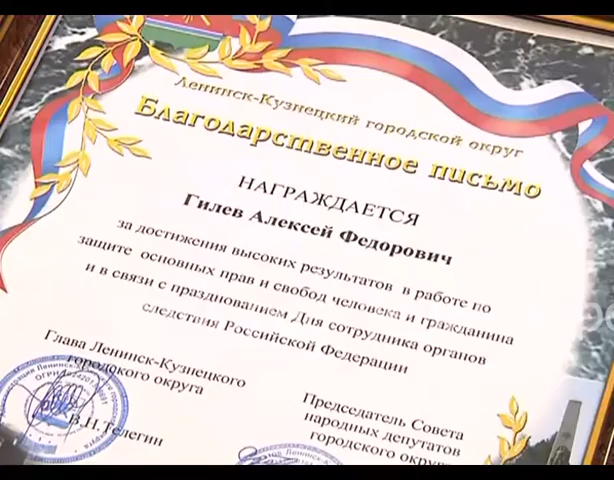 Ленинск-Кузнецкий городской округ
Благодарственное письмо
НАГРАЖДАЕТСЯ
Гилев Алексей Федорович
за достижения высоких результатов в работе по
защите основных прав и свобод человека и гражданина
и в связи с празднованием Дня сотрудника органов
следствия Российской Федерации
Глава Ленинск-Кузнецкого
городского округа
В.Н.Телегин
Председатель Совета
народных депутатов
городского округа